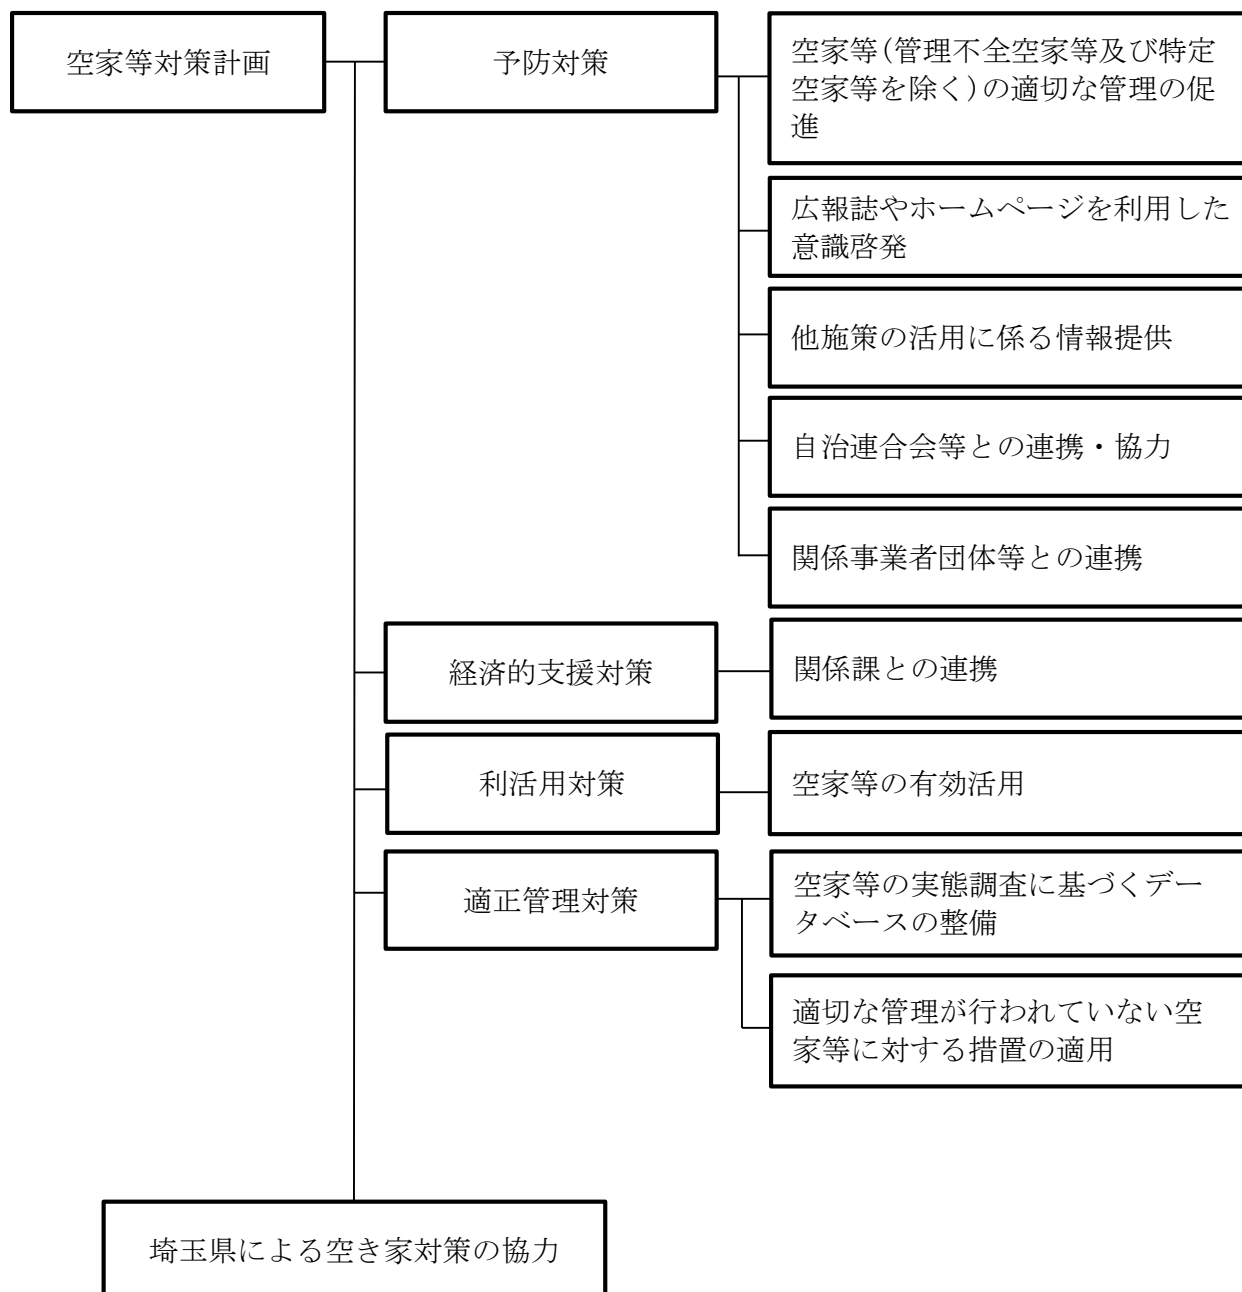 空家等対策計画
予防対策
空家等(管理不全空家等及び特定
空家等を除く)の適切な管理の促
進
広報誌やホームページを利用した
意識啓発
他施策の活用に係る情報提供
自治連合会等との連携・協力
関係事業者団体等との連携
経済的支援対策
関係課との連携
利活用対策
空家等の有効活用
適正管理対策
空家等の実態調査に基づくデー
タベースの整備
適切な管理が行われていない空
家等に対する措置の適用
埼玉県による空き家対策の協力